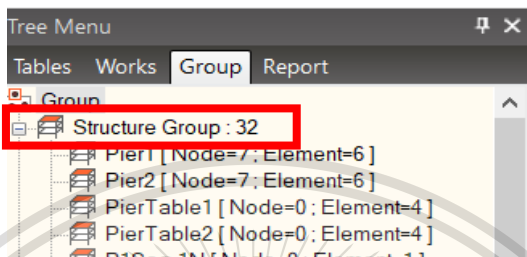 Tree Menu
Tables Works Group Report
Group
Structure Group : 32
Pier1 [ Node=7 ; Element=6 ]
Pier2 [ Node=7 ; Element=6 ]
PierTable1 [ Node=0 ; Element=4 ]
PierTable2 [ Node=0 ; Element=4 ]